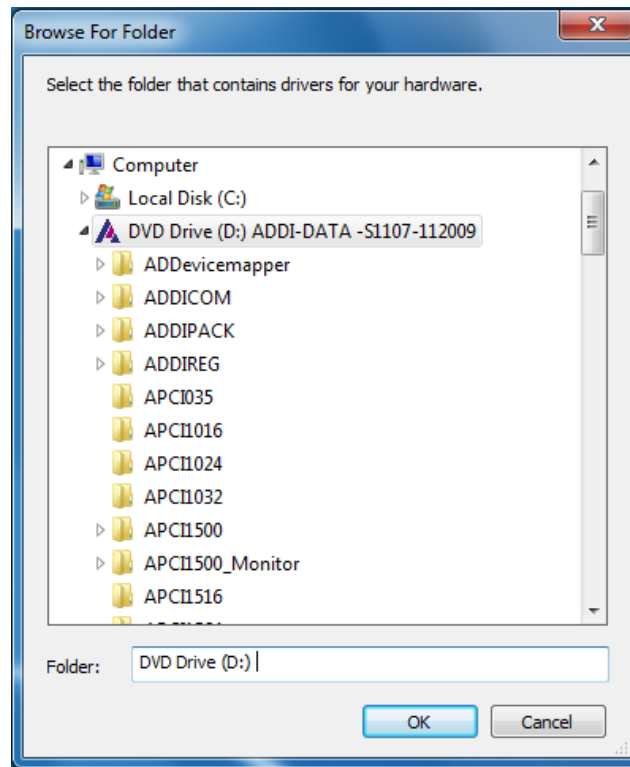 Browse For Folder
Select the folder that contains drivers for your hardware.
Computer
Local Disk (C:)
DVD Drive (D:) ADDI-DATA -S1107-112009
ADDevicemapper
ADDICOM
ADDIPACK
ADDIREG
APCI035
APCI1016
APCI1024
APCI1032
APCI1500
APCI1500_Monitor
APCI1516
Folder: DVD Drive (D:)
OK Cancel